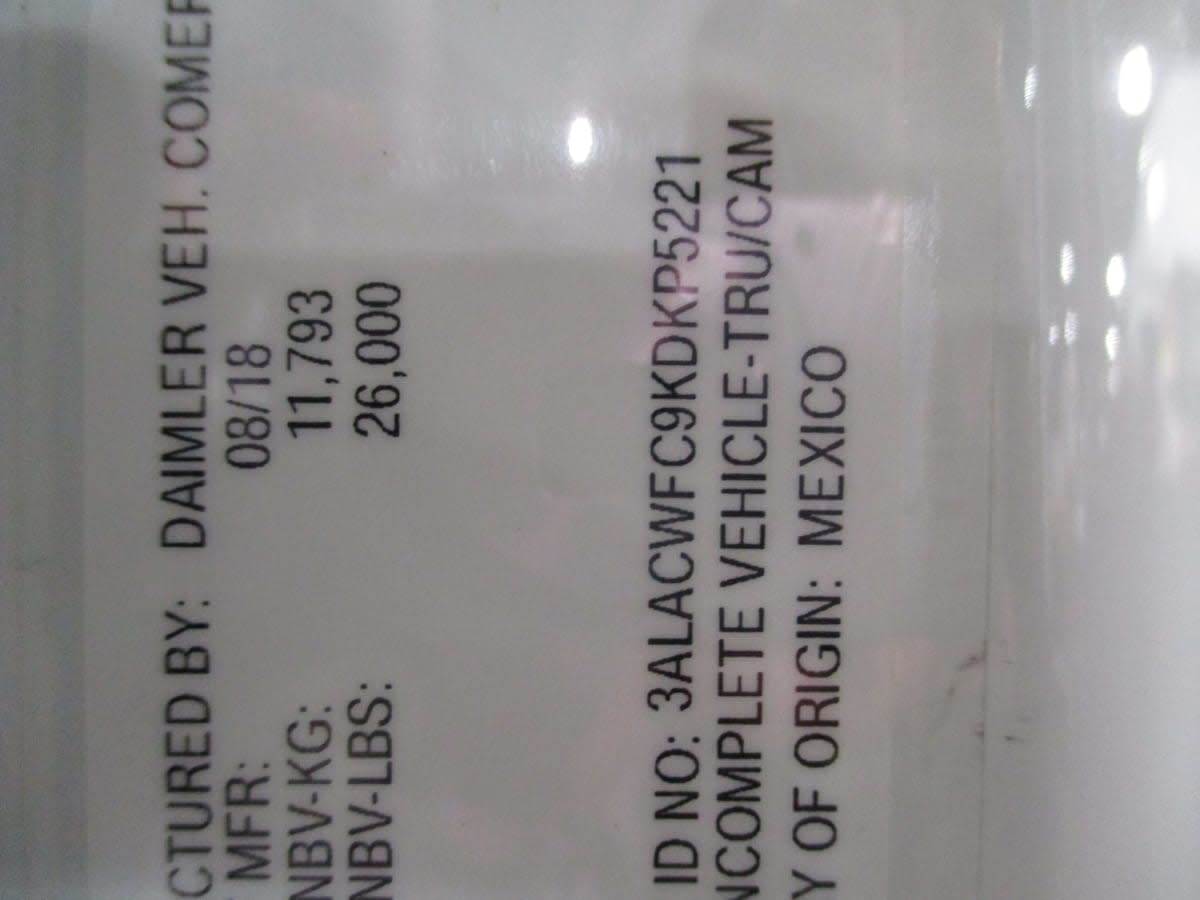 CTURED BY: DAIMLER VEH. COMER
MFR: 08/18
NBV-KG: 11,793
NBV-LBS: 26,000
ID NO: 3ALACWFC9KDKP5221
NCOMPLETE VEHICLE-TRU/CAM
Y OF ORIGIN: MEXICO